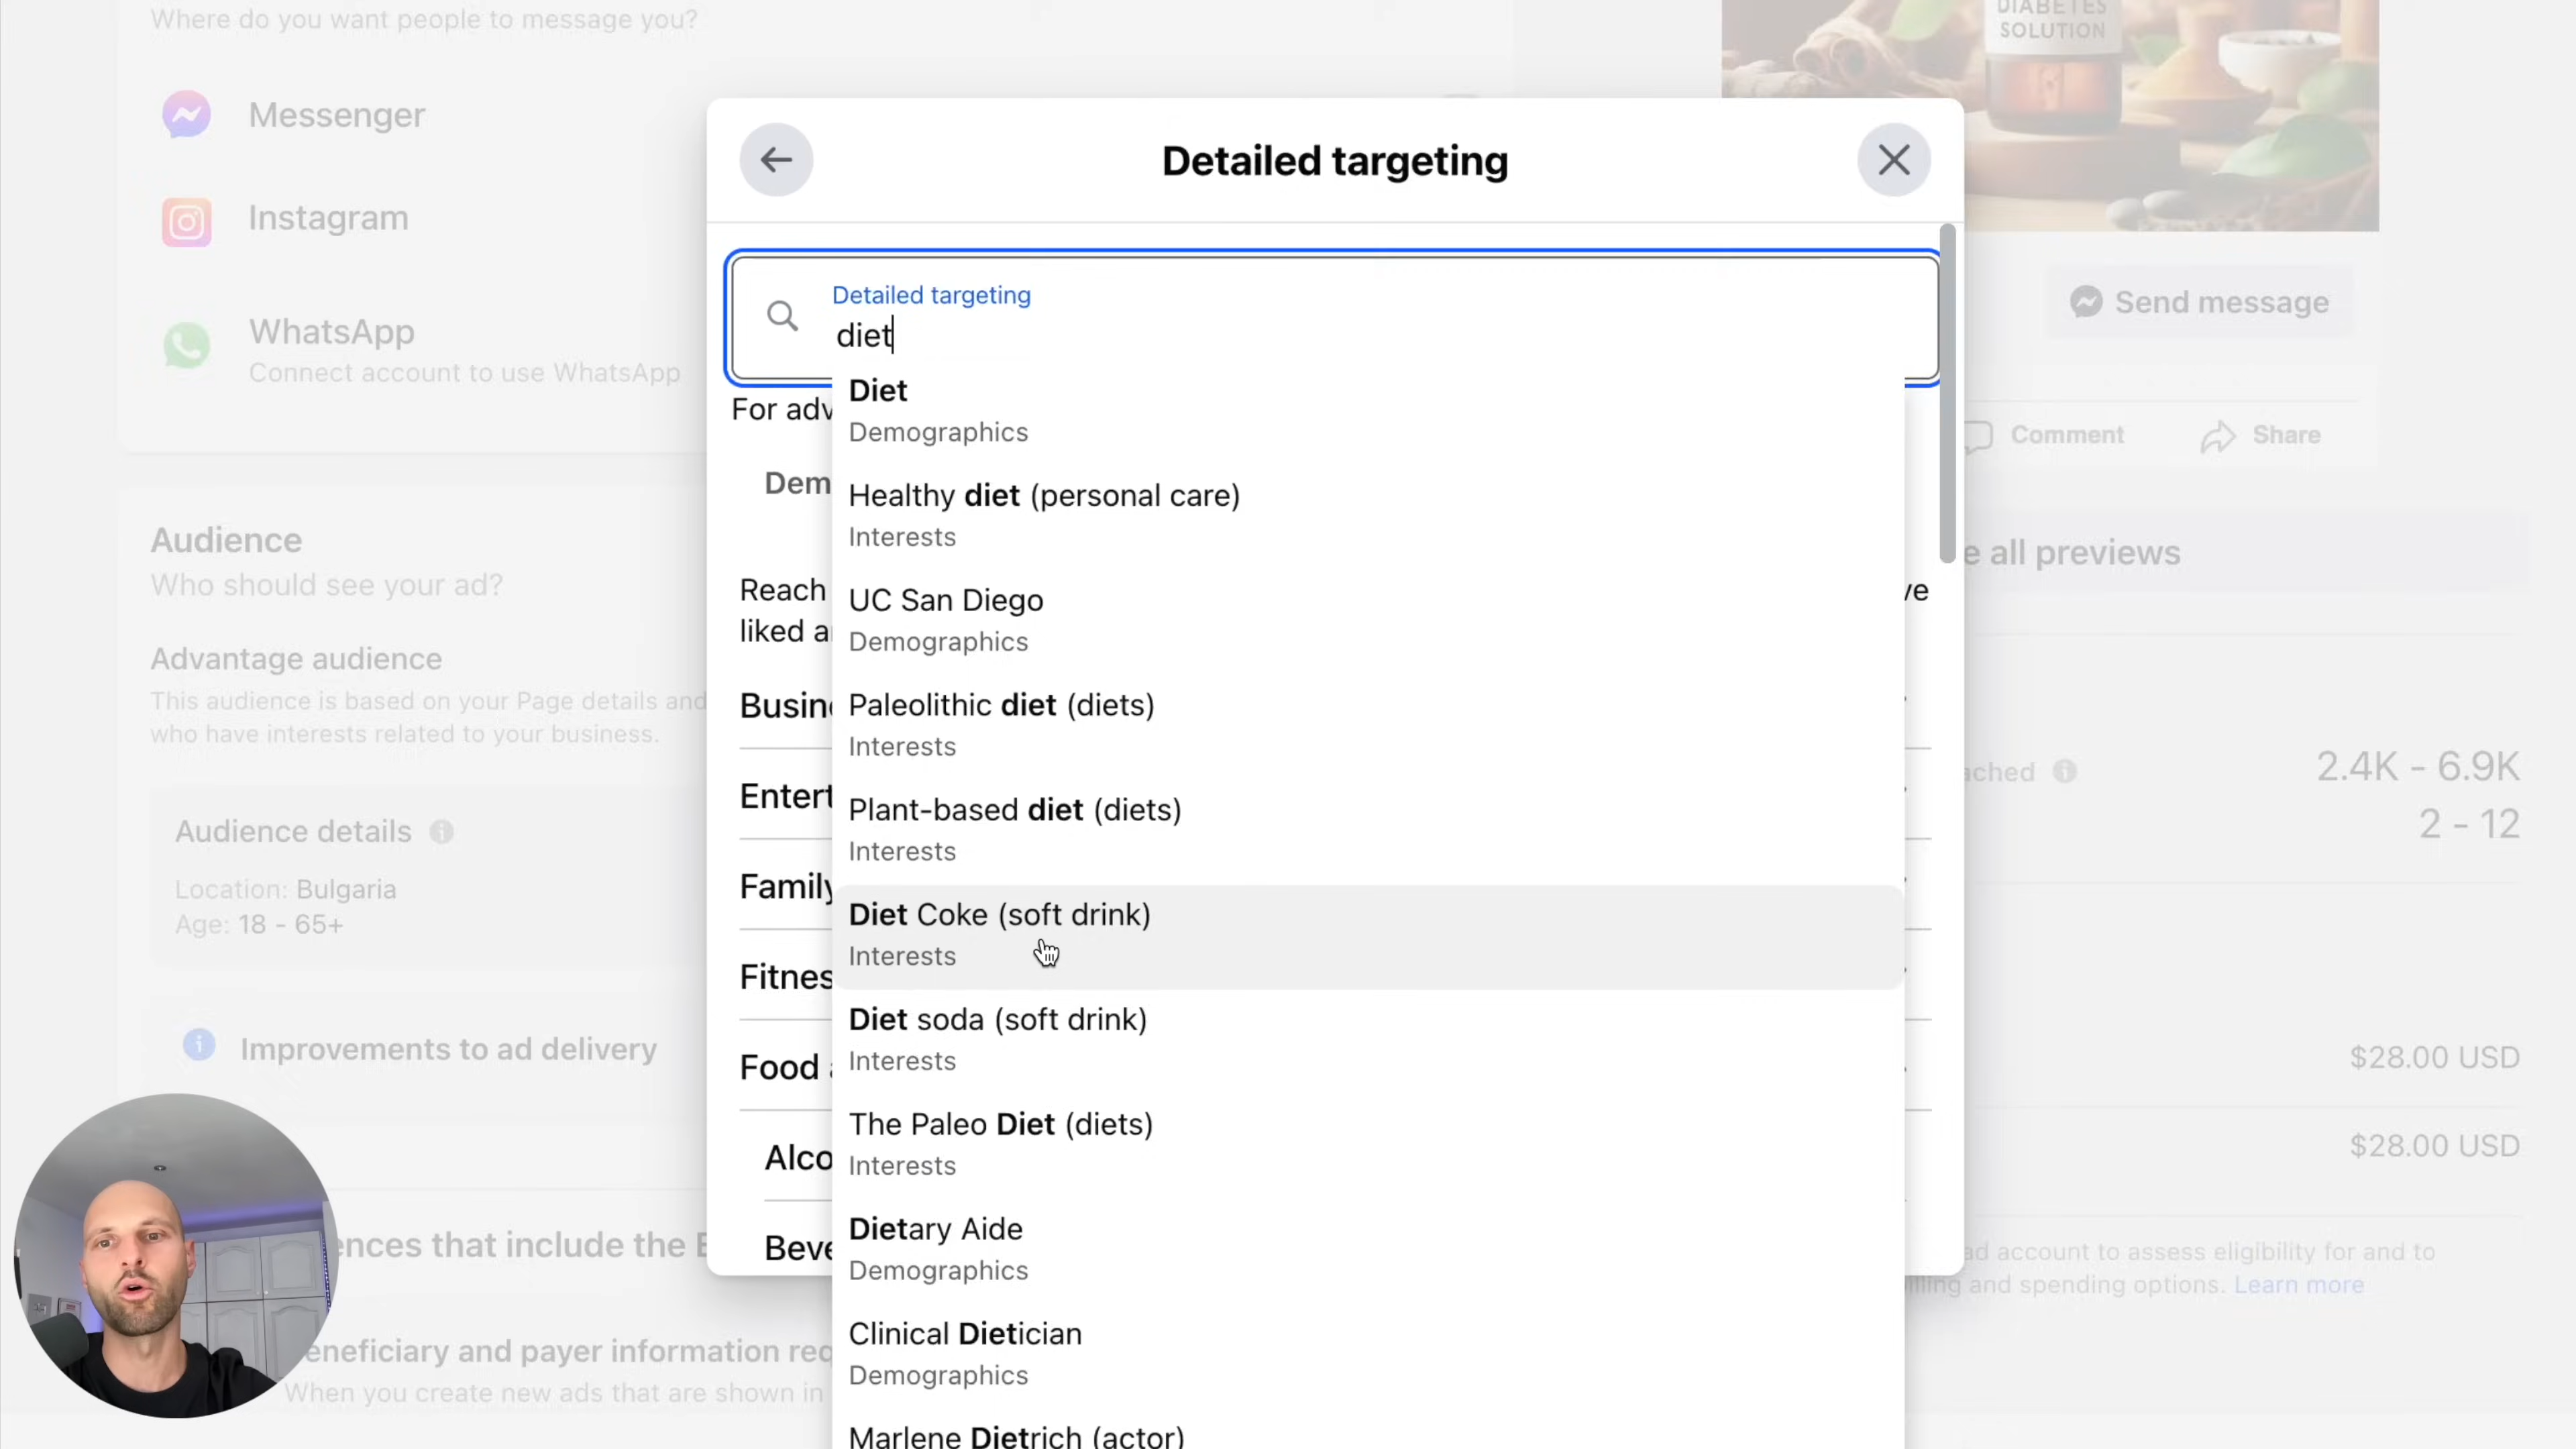 Where do you want people to message you?
Messenger
Instagram
WhatsApp
Connect account to use WhatsApp
Audience
Who should see your ad?
Advantage audience
This audience is based on your Page details and
who have interests related to your business.
Audience details
Location: Bulgaria
Age: 18 - 65+
Improvements to ad delivery
ences that include the E
eneficiary and payer information req
When you create new ads that are shown in
Detailed targeting
Detailed targeting
diet
For adv
Dem
Reach
ve
liked a
Busine
Entert
Family
Fitnes
Food a
Alco
Beve
Diet
Demographics
Healthy diet (personal care)
Interests
UC San Diego
Demographics
Paleolithic diet (diets)
Interests
Plant-based diet (diets)
Interests
Diet Coke (soft drink)
Interests
Diet soda (soft drink)
Interests
The Paleo Diet (diets)
Interests
Dietary Aide
Demographics
Clinical Dietician
Demographics
Marlene Dietrich (actor)
DIABETES
SOLUTION
Send message
Comment
Share
e all previews
ached
2.4K - 6.9K
2 - 12
$28.00 USD
$28.00 USD
ad account to assess eligibility for and to
illing and spending options. Learn more